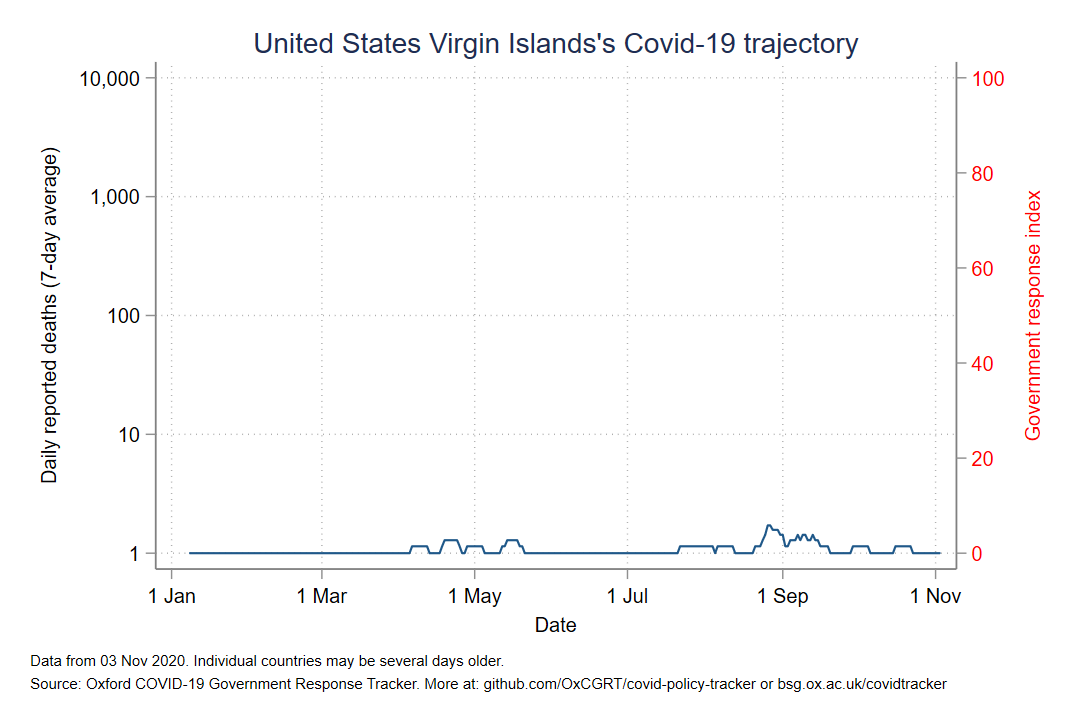 United States Virgin Islands's Covid-19 trajectory
Daily reported deaths (7-day average)
10,000
1,000
100
10
1
100
80
60
40
20
0
Government response index
1 Jan
1 Mar
1 May
1 Jul
1 Sep
1 Nov
Date
Data from 03 Nov 2020. Individual countries may be several days older.
Source: Oxford COVID-19 Government Response Tracker. More at: github.com/OxCGRT/covid-policy-tracker or bsg.ox.ac.uk/covidtracker